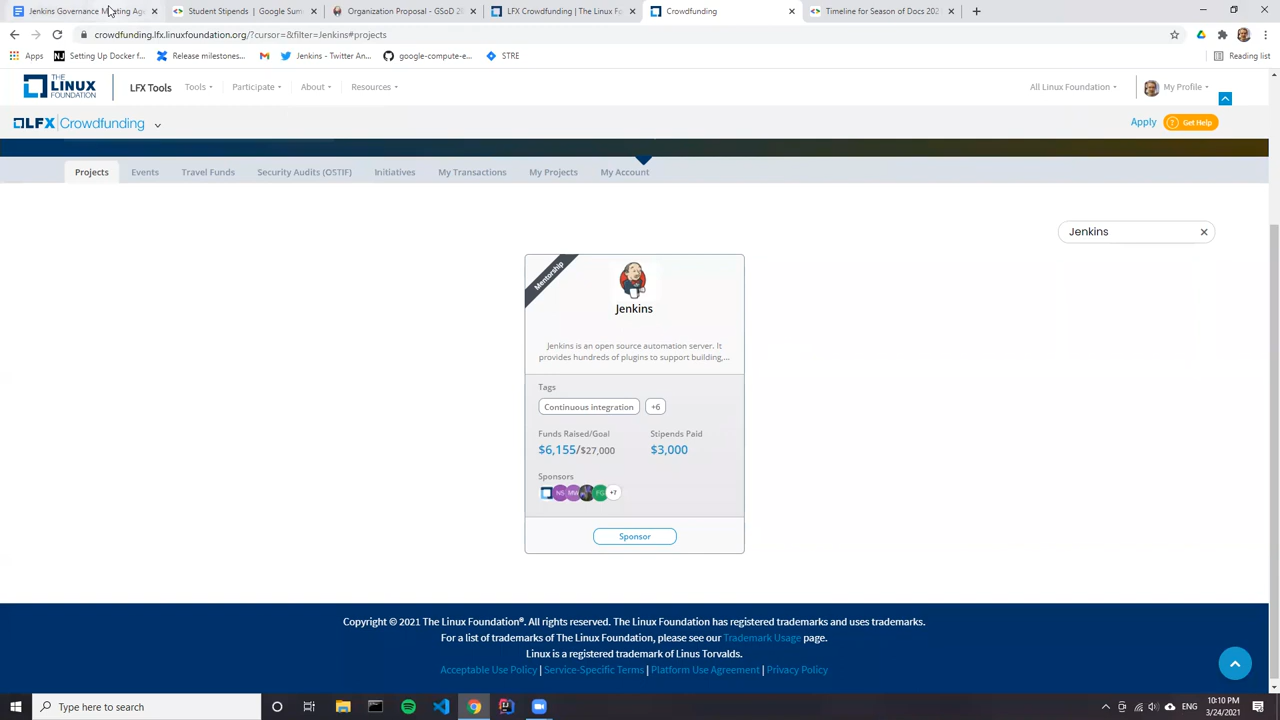 Jenkins Governance Meeting Age
Student Stipends | Google Sum
Organization Proposal - GSoD 2
LFX Crowdfunding | The Linux F
Crowdfunding
Timeline for Season of Docs 202
crowdfunding.lfx.linuxfoundation.org/?cursor=&filter=Jenkins#projects
Apps
Setting Up Docker f...
Release milestones...
Jenkins - Twitter An...
google-compute-e...
STRE
Reading list
THE LINUX FOUNDATION
LFX Tools
Tools
Participate
About
Resources
All Linux Foundation
My Profile
LFX Crowdfunding
Apply
? Get Help
Projects
Events
Travel Funds
Security Audits (OSTIF)
Initiatives
My Transactions
My Projects
My Account
Jenkins
Mentorship
Jenkins
Jenkins is an open source automation server. It
provides hundreds of plugins to support building,...
Tags
Continuous integration
+6
Funds Raised/Goal
Stipends Paid
$6,155/$27,000
$3,000
Sponsors
NS
MW
FG
+7
Sponsor
Copyright © 2021 The Linux Foundation®. All rights reserved. The Linux Foundation has registered trademarks and uses trademarks.
For a list of trademarks of The Linux Foundation, please see our Trademark Usage page.
Linux is a registered trademark of Linus Torvalds.
Acceptable Use Policy | Service-Specific Terms | Platform Use Agreement | Privacy Policy
Type here to search
ENG
10:10 PM
3/24/2021